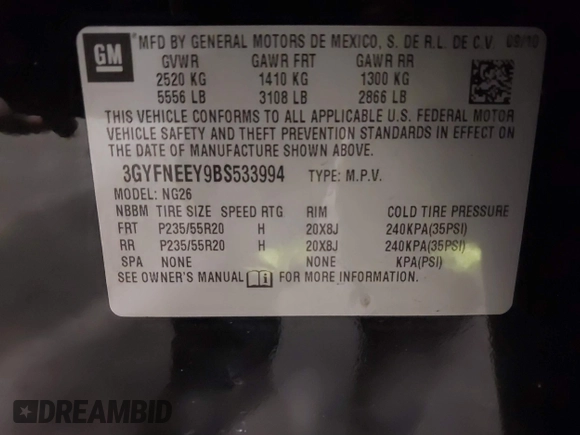 GM MFD BY GENERAL MOTORS DE MEXICO, S. DE R.L. DE C.V. 08/10
GVWR GAWR FRT GAWR RR
2520 KG 1410 KG 1300 KG
5556 LB 3108 LB 2866 LB
THIS VEHICLE CONFORMS TO ALL APPLICABLE U.S. FEDERAL MOTOR
VEHICLE SAFETY AND THEFT PREVENTION STANDARDS IN EFFECT ON
THE DATE OF MANUFACTURE SHOWN ABOVE.
3GYFNEEY9BS533994 TYPE: M.P.V.
MODEL: NG26
NBBM TIRE SIZE SPEED RTG RIM COLD TIRE PRESSURE
FRT P235/55R20 H 20X8J 240KPA(35PSI)
RR P235/55R20 H 20X8J 240KPA(35PSI)
SPA NONE NONE KPA(PSI)
SEE OWNER'S MANUAL FOR MORE INFORMATION.
DREAMBID